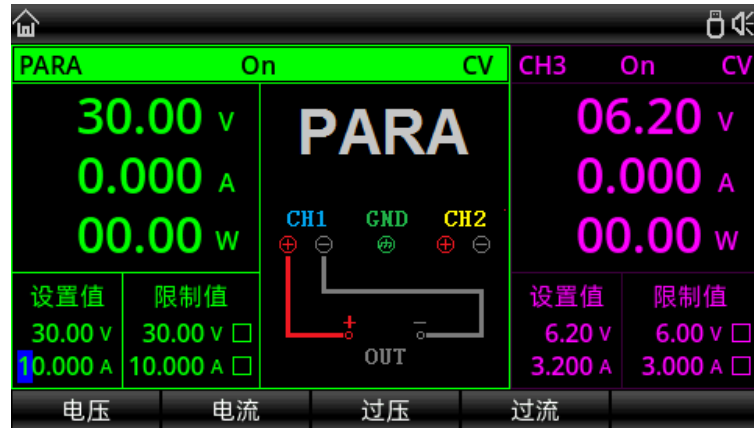 PARA On CV
30.00 V
0.000 A
00.00 W
设置值 限制值
30.00 V 30.00 V
10.000 A 10.000 A
PARA
CH1 GND CH2
+ −
OUT
CH3 On CV
06.20 V
0.000 A
00.00 W
设置值 限制值
6.20 V 6.00 V
3.200 A 3.000 A
电压 电流 过压 过流